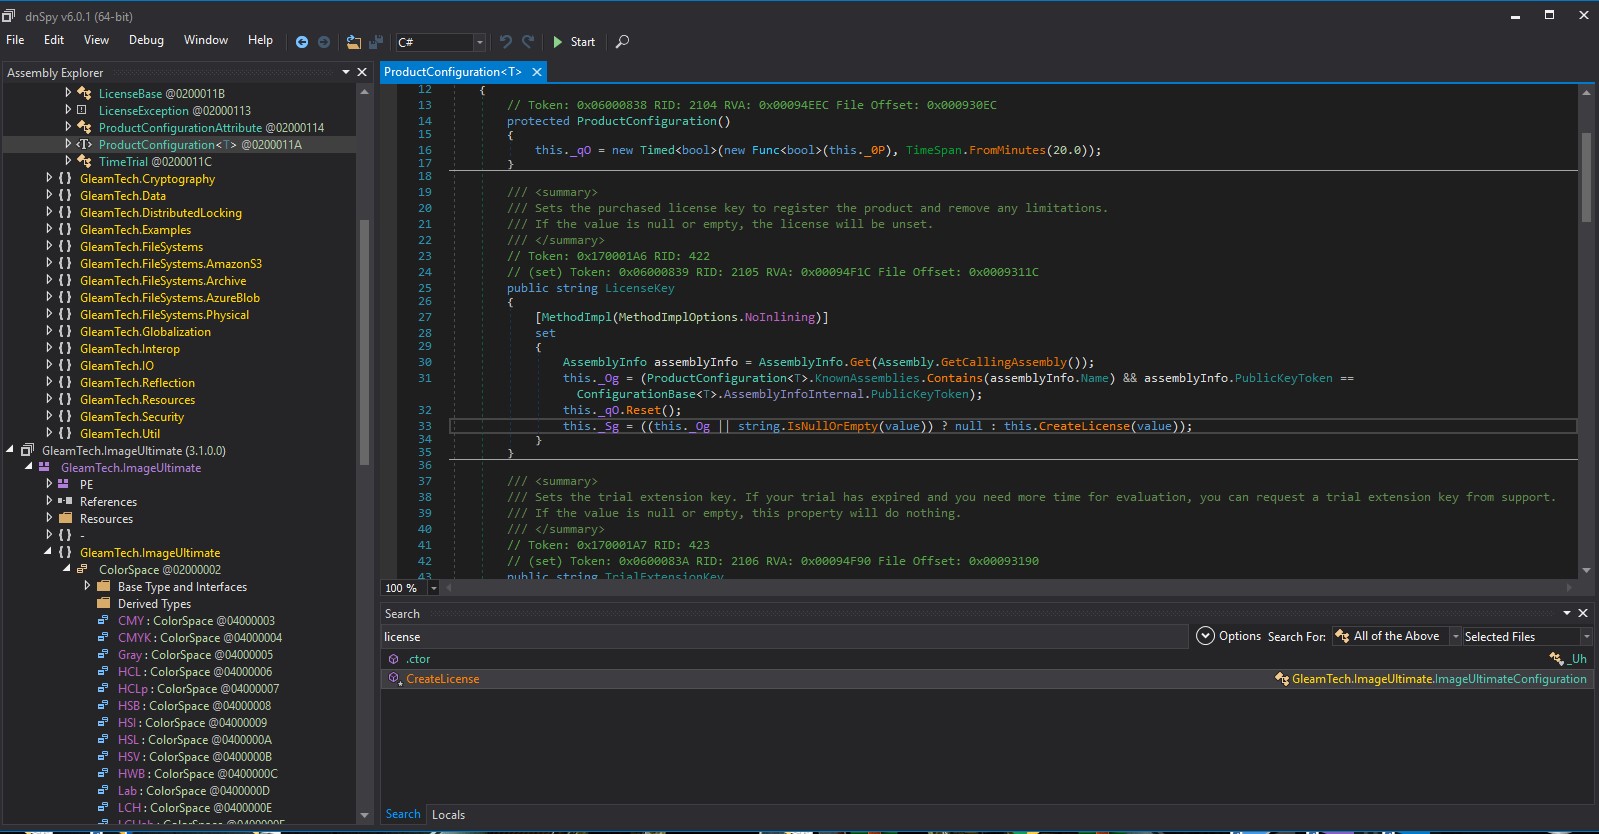 dnSpy v6.0.1 (64-bit)
File Edit View Debug Window Help C# Start
Assembly Explorer
LicenseBase @0200011B
LicenseException @02000113
ProductConfigurationAttribute @02000114
ProductConfiguration<T> @0200011A
TimeTrial @0200011C
{ } GleamTech.Cryptography
{ } GleamTech.Data
{ } GleamTech.DistributedLocking
{ } GleamTech.Examples
{ } GleamTech.FileSystems
{ } GleamTech.FileSystems.AmazonS3
{ } GleamTech.FileSystems.Archive
{ } GleamTech.FileSystems.AzureBlob
{ } GleamTech.FileSystems.Physical
{ } GleamTech.Globalization
{ } GleamTech.Interop
{ } GleamTech.IO
{ } GleamTech.Reflection
{ } GleamTech.Resources
{ } GleamTech.Security
{ } GleamTech.Util
GleamTech.ImageUltimate (3.1.0.0)
GleamTech.ImageUltimate
PE
References
Resources
{ } -
{ } GleamTech.ImageUltimate
ColorSpace @02000002
Base Type and Interfaces
Derived Types
CMY : ColorSpace @04000003
CMYK : ColorSpace @04000004
Gray : ColorSpace @04000005
HCL : ColorSpace @04000006
HCLp : ColorSpace @04000007
HSB : ColorSpace @04000008
HSI : ColorSpace @04000009
HSL : ColorSpace @0400000A
HSV : ColorSpace @0400000B
HWB : ColorSpace @0400000C
Lab : ColorSpace @0400000D
LCH : ColorSpace @0400000E
ProductConfiguration<T>
12 {
13 // Token: 0x06000838 RID: 2104 RVA: 0x00094EEC File Offset: 0x000930EC
14 protected ProductConfiguration()
15 {
16 this._qO = new Timed<bool>(new Func<bool>(this._0P), TimeSpan.FromMinutes(20.0));
17 }
18
19 /// <summary>
20 /// Sets the purchased license key to register the product and remove any limitations.
21 /// If the value is null or empty, the license will be unset.
22 /// </summary>
23 // Token: 0x170001A6 RID: 422
24 // (set) Token: 0x06000839 RID: 2105 RVA: 0x00094F1C File Offset: 0x0009311C
25 public string LicenseKey
26 {
27 [MethodImpl(MethodImplOptions.NoInlining)]
28 set
29 {
30 AssemblyInfo assemblyInfo = AssemblyInfo.Get(Assembly.GetCallingAssembly());
31 this._Og = (ProductConfiguration<T>.KnownAssemblies.Contains(assemblyInfo.Name) && assemblyInfo.PublicKeyToken ==
ConfigurationBase<T>.AssemblyInfoInternal.PublicKeyToken);
32 this._qO.Reset();
33 this._Sg = ((this._Og || string.IsNullOrEmpty(value)) ? null : this.CreateLicense(value));
34 }
35 }
36
37 /// <summary>
38 /// Sets the trial extension key. If your trial has expired and you need more time for evaluation, you can request a trial extension key from support.
39 /// If the value is null or empty, this property will do nothing.
40 /// </summary>
41 // Token: 0x170001A7 RID: 423
42 // (set) Token: 0x0600083A RID: 2106 RVA: 0x00094F90 File Offset: 0x00093190
43 public string TrialExtensionKey
100 %
Search
license Options Search For: All of the Above Selected Files
.ctor _Uh
CreateLicense GleamTech.ImageUltimate.ImageUltimateConfiguration
Search Locals